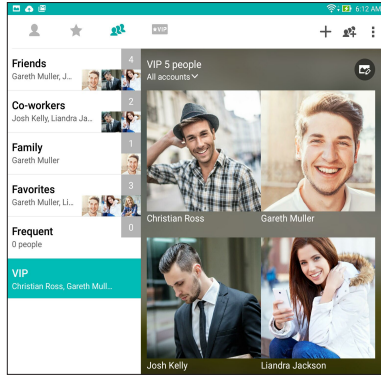 6:12 AM
VIP
Friends
4
Gareth Muller, J...
Co-workers
2
Josh Kelly, Liandra Ja...
Family
1
Gareth Muller
Favorites
3
Gareth Muller, Li...
Frequent
0
0 people
VIP
Christian Ross, Gareth Mull...
VIP 5 people
All accounts
Christian Ross
Gareth Muller
Josh Kelly
Liandra Jackson